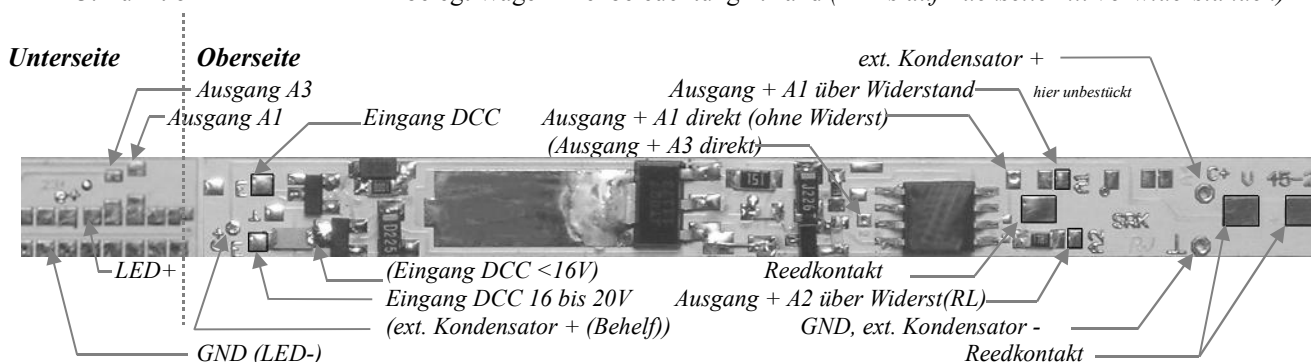 Unterseite Oberseite
ext. Kondensator +
Ausgang A3
Ausgang + A1 über Widerstand
hier unbestückt
Ausgang A1
Eingang DCC
Ausgang + A1 direkt (ohne Widerst)
(Ausgang + A3 direkt)
C+
V 45-
151
J226
D225
SRK
LED+
(Eingang DCC <16V)
Reedkontakt
Eingang DCC 16 bis 20V
Ausgang + A2 über Widerst(RL)
(ext. Kondensator + (Behelf))
GND, ext. Kondensator -
GND (LED-)
Reedkontakt